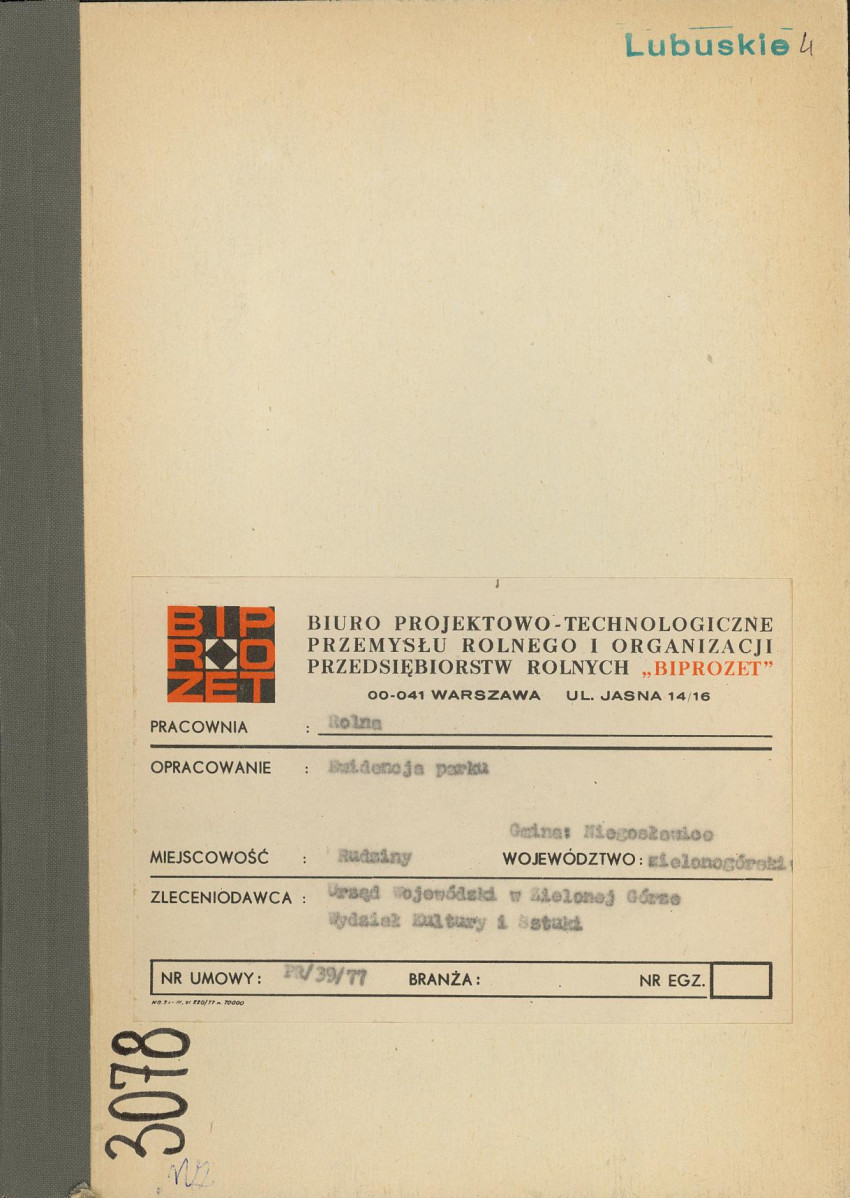 Lubuskie 4
BIP
ROZET
BIURO PROJEKTOWO-TECHNOLOGICZNE
PRZEMYSŁU ROLNEGO I ORGANIZACJI
PRZEDSIĘBIORSTW ROLNYCH „BIPROZET”
00-041 WARSZAWA UL. JASNA 14/16
PRACOWNIA : Rolna
OPRACOWANIE : Ewidencja parku
Gmina: Niegosławice
MIEJSCOWOŚĆ : Rudziny WOJEWÓDZTWO: zielonogórski
ZLECENIODAWCA : Urząd Wojewódzki w Zielonej Górze
Wydział Kultury i Sztuki
NR UMOWY: PR/39/77 BRANŻA: NR EGZ.
3078